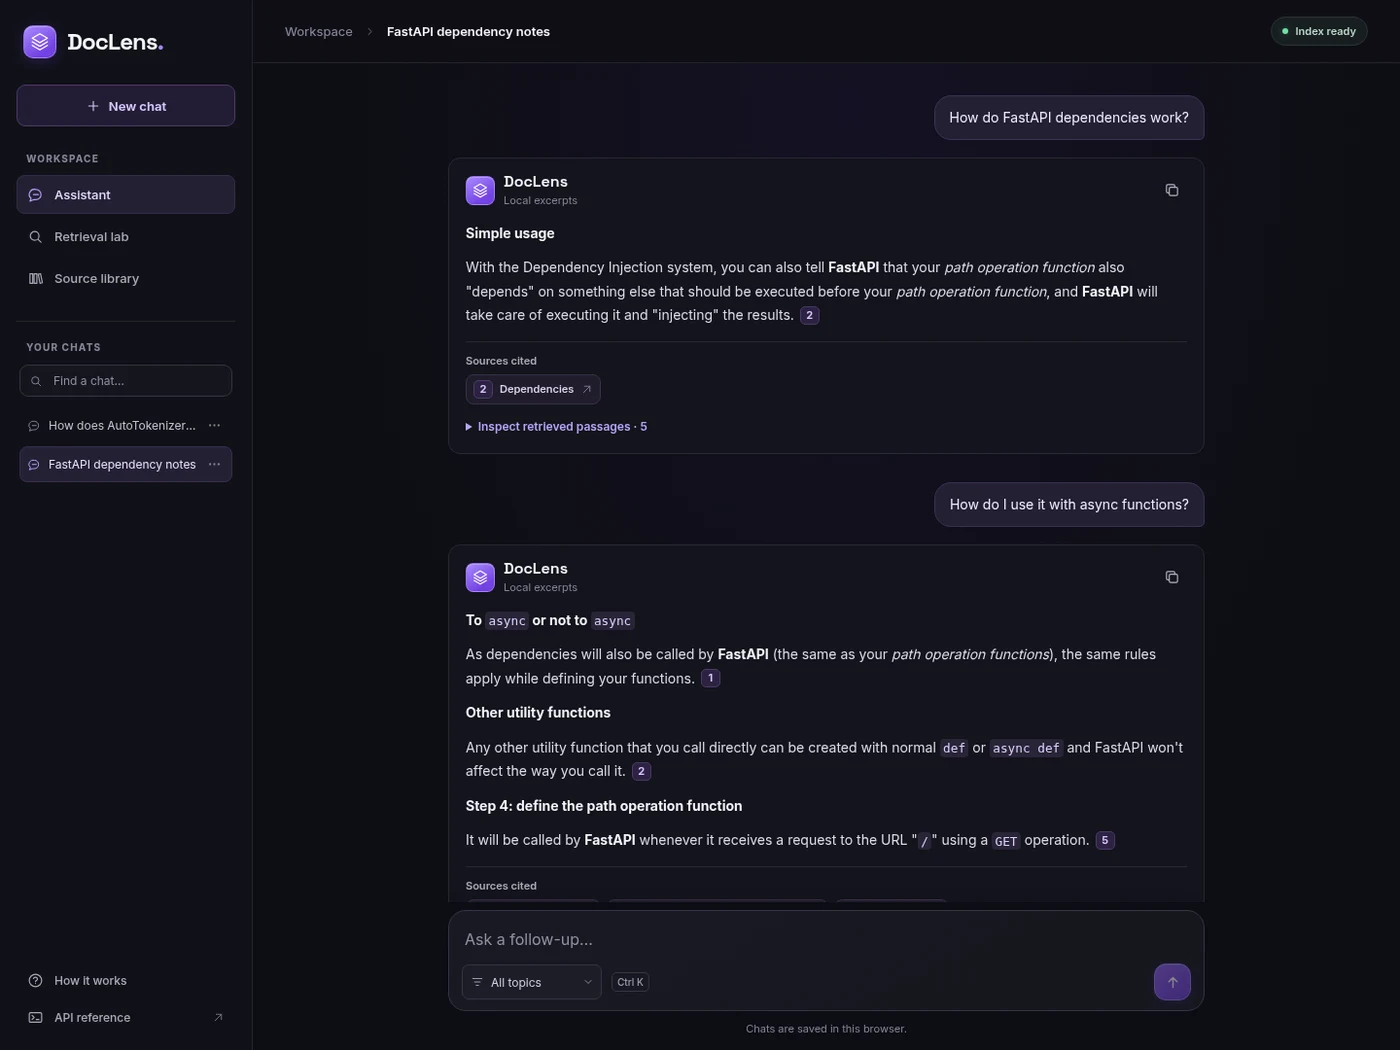 DocLens.
New chat
WORKSPACE
Assistant
Retrieval lab
Source library
YOUR CHATS
Find a chat...
How does AutoTokenizer...
FastAPI dependency notes
How it works
API reference
Workspace
FastAPI dependency notes
Index ready
How do FastAPI dependencies work?
DocLens
Local excerpts
Simple usage
With the Dependency Injection system, you can also tell FastAPI that your path operation function also
"depends" on something else that should be executed before your path operation function, and FastAPI will
take care of executing it and "injecting" the results. 2
Sources cited
2 Dependencies
Inspect retrieved passages · 5
How do I use it with async functions?
DocLens
Local excerpts
To async or not to async
As dependencies will also be called by FastAPI (the same as your path operation functions), the same rules
apply while defining your functions. 1
Other utility functions
Any other utility function that you call directly can be created with normal def or async def and FastAPI won't
affect the way you call it. 2
Step 4: define the path operation function
It will be called by FastAPI whenever it receives a request to the URL "/" using a GET operation. 5
Sources cited
Ask a follow-up...
All topics
Ctrl K
Chats are saved in this browser.